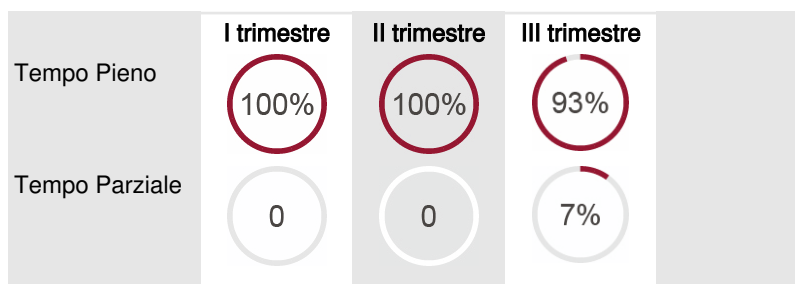 I trimestre II trimestre III trimestre
Tempo Pieno
100% 100% 93%
Tempo Parziale
0 0 7%